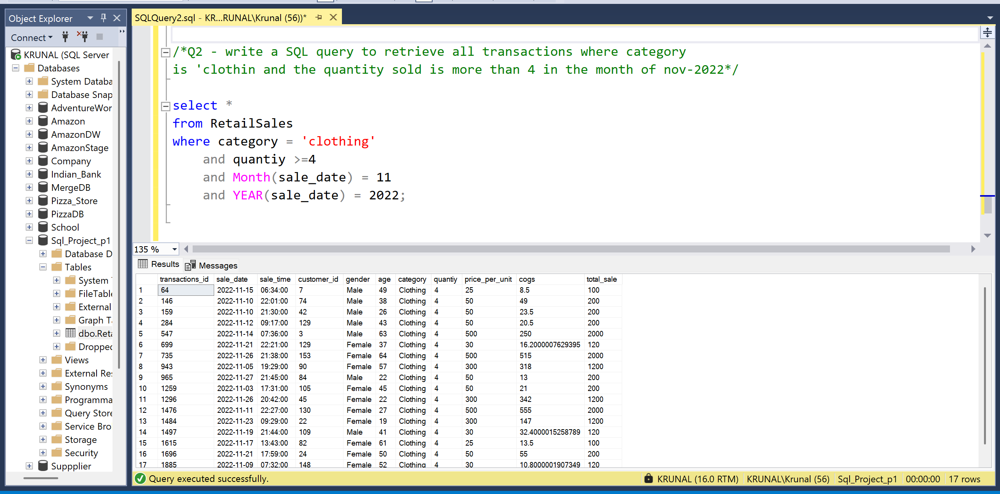 Object Explorer
Connect
KRUNAL (SQL Server
Databases
System Databa
Database Snap
AdventureWor
Amazon
AmazonDW
AmazonStage
Company
Indian_Bank
MergeDB
Pizza_Store
PizzaDB
School
Sql_Project_p1
Database D
Tables
System
FileTable
External
Graph T
dbo.Reta
Dropped
Views
External Res
Synonyms
Programma
Query Store
Service Bro
Storage
Security
Suppplier
SQLQuery2.sql - KR...RUNAL\Krunal (56))*
/*Q2 - write a SQL query to retrieve all transactions where category
is 'clothin and the quantity sold is more than 4 in the month of nov-2022*/
select *
from RetailSales
where category = 'clothing'
and quantiy >=4
and Month(sale_date) = 11
and YEAR(sale_date) = 2022;
135 %
Results Messages
transactions_id sale_date sale_time customer_id gender age category quantiy price_per_unit cogs total_sale
1 64 2022-11-15 06:34:00 7 Male 49 Clothing 4 25 8.5 100
2 146 2022-11-10 22:01:00 74 Male 38 Clothing 4 50 49 200
3 159 2022-11-10 21:30:00 42 Male 26 Clothing 4 50 23.5 200
4 284 2022-11-12 09:17:00 129 Male 43 Clothing 4 50 20.5 200
5 547 2022-11-14 07:36:00 3 Male 63 Clothing 4 500 250 2000
6 699 2022-11-21 22:21:00 129 Female 37 Clothing 4 30 16.2000007629395 120
7 735 2022-11-26 21:38:00 153 Female 64 Clothing 4 500 515 2000
8 943 2022-11-05 19:29:00 90 Female 57 Clothing 4 300 318 1200
9 965 2022-11-27 21:45:00 84 Male 22 Clothing 4 50 13 200
10 1259 2022-11-03 17:31:00 105 Female 45 Clothing 4 50 21 200
11 1296 2022-11-26 20:42:00 45 Female 22 Clothing 4 300 342 1200
12 1476 2022-11-11 22:27:00 130 Female 27 Clothing 4 500 555 2000
13 1484 2022-11-23 09:29:00 22 Female 19 Clothing 4 300 147 1200
14 1497 2022-11-19 21:44:00 109 Male 41 Clothing 4 30 32.4000015258789 120
15 1615 2022-11-17 13:43:00 82 Female 61 Clothing 4 25 13.5 100
16 1696 2022-11-21 17:59:00 24 Female 50 Clothing 4 50 55 200
17 1885 2022-11-09 07:32:00 148 Female 52 Clothing 4 30 10.8000001907349 120
Query executed successfully. KRUNAL (16.0 RTM) KRUNAL\Krunal (56) Sql_Project_p1 00:00:00 17 rows